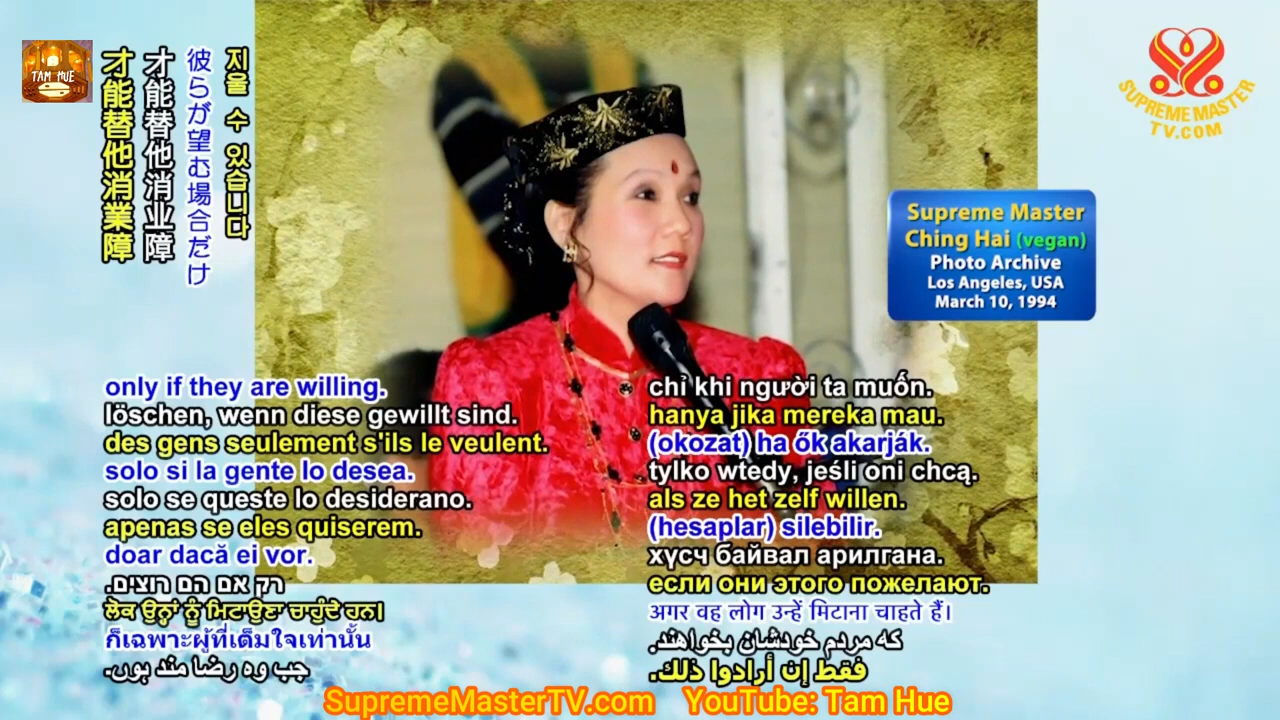 TAM HUE
지을 수 있습니다
彼らが望む場合だけ
才能替他消业障
才能替他消業障
SUPREME MASTER
TV.COM
Supreme Master
Ching Hai (vegan)
Photo Archive
Los Angeles, USA
March 10, 1994
only if they are willing.
löschen, wenn diese gewillt sind.
des gens seulement s'ils le veulent.
solo si la gente lo desea.
solo se queste lo desiderano.
apenas se eles quiserem.
doar dacă ei vor.
רק אם הם רוצים.
ਲੋਕ ਉਨ੍ਹਾਂ ਨੂੰ ਮਿਟਾਉਣਾ ਚਾਹੁੰਦੇ ਹਨ।
ก็เฉพาะผู้ที่เต็มใจเท่านั้น
جب وہ رضا مند ہوں.
chỉ khi người ta muốn.
hanya jika mereka mau.
(okozat) ha ők akarják.
tylko wtedy, jeśli oni chcą.
als ze het zelf willen.
(hesaplar) silebilir.
хүсч байвал арилгана.
если они этого пожелают.
अगर वह लोग उन्हें मिटाना चाहते हैं।
که مردم خودشان بخواهند.
فقط إن أرادوا ذلك.
SupremeMasterTV.com YouTube: Tam Hue